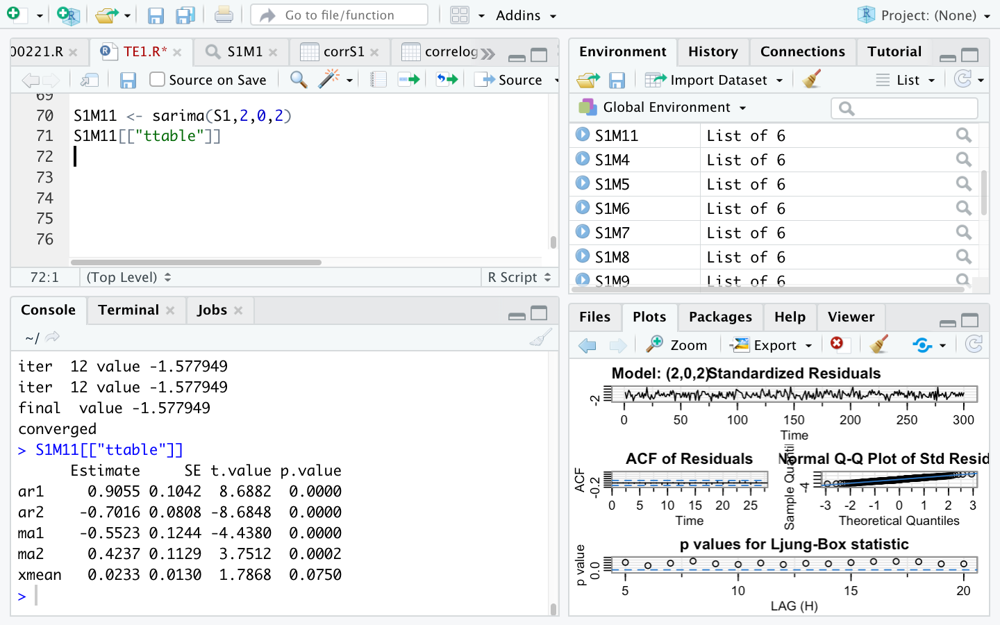 Go to file/function
Addins
Project: (None)
00221.R
TE1.R*
S1M1
corrS1
correlog
Source on Save
Source
69
70 S1M11 <- sarima(S1,2,0,2)
71 S1M11[["ttable"]]
72
73
74
75
76
72:1 (Top Level) R Script
Console Terminal Jobs
~/
iter  12 value -1.577949
iter  12 value -1.577949
final  value -1.577949
converged
> S1M11[["ttable"]]
Estimate SE t.value p.value
ar1 0.9055 0.1042 8.6882 0.0000
ar2 -0.7016 0.0808 -8.6848 0.0000
ma1 -0.5523 0.1244 -4.4380 0.0000
ma2 0.4237 0.1129 3.7512 0.0002
xmean 0.0233 0.0130 1.7868 0.0750
>
Environment History Connections Tutorial
Import Dataset List
Global Environment
S1M11 List of 6
S1M4 List of 6
S1M5 List of 6
S1M6 List of 6
S1M7 List of 6
S1M8 List of 6
S1M9 List of 6
Files Plots Packages Help Viewer
Zoom Export
Model: (2,0,2) Standardized Residuals
-2
0 50 100 150 200 250 300
Time
ACF of Residuals
ACF
-0.2
0 5 10 15 20 25
Time
Normal Q-Q Plot of Std Resid
Sample Quantil
-4
-3 -2 -1 0 1 2 3
Theoretical Quantiles
p values for Ljung-Box statistic
p value
0.0
5 10 15 20
LAG (H)